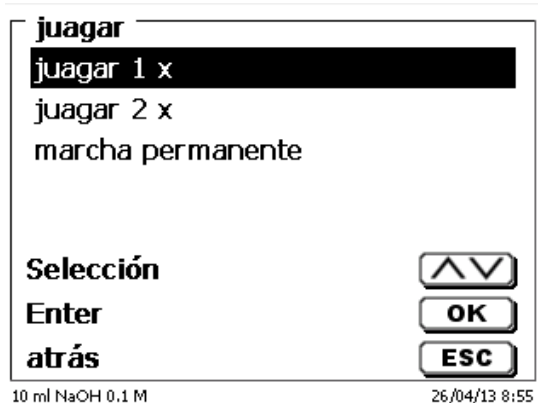 juagar
juagar 1 x
juagar 2 x
marcha permanente
Selección
Enter OK
atrás ESC
10 ml NaOH 0.1 M 26/04/13 8:55